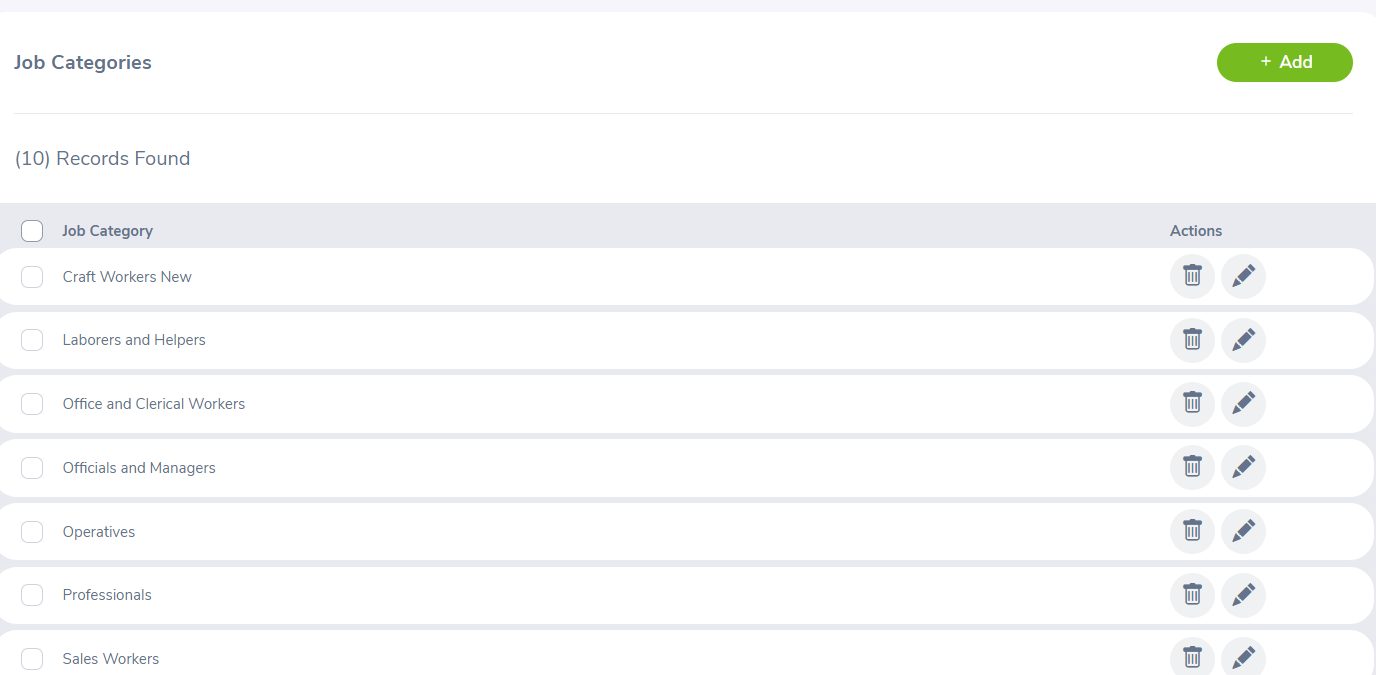 Job Categories
+ Add
(10) Records Found
Job Category Actions
Craft Workers New
Laborers and Helpers
Office and Clerical Workers
Officials and Managers
Operatives
Professionals
Sales Workers